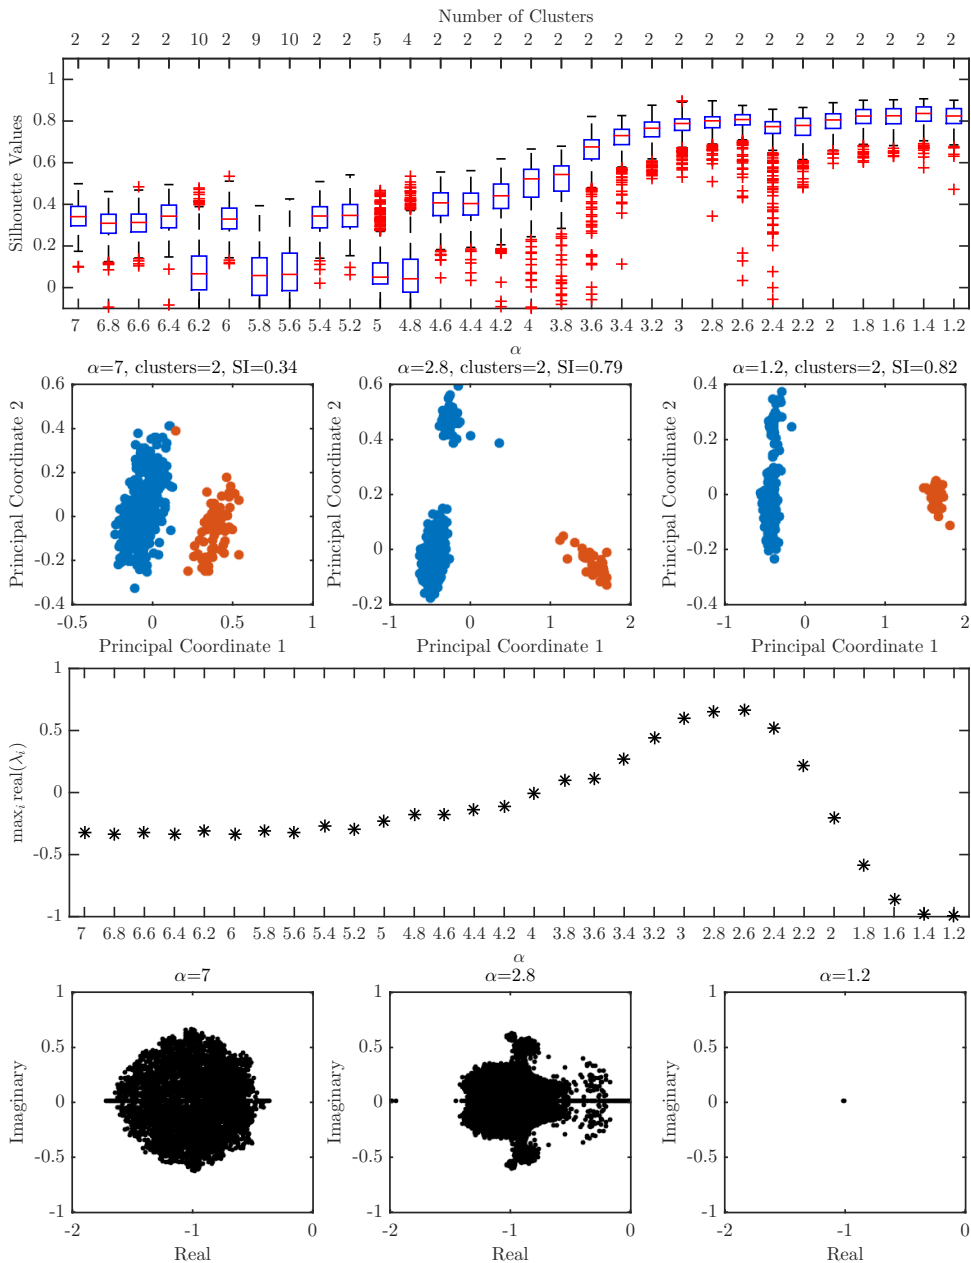 Number of Clusters
2 2 2 2 10 2 9 10 2 2 5 4 2 2 2 2 2 2 2 2 2 2 2 2 2 2 2 2 2 2
Silhouette Values
1
0.8
0.6
0.4
0.2
0
7 6.8 6.6 6.4 6.2 6 5.8 5.6 5.4 5.2 5 4.8 4.6 4.4 4.2 4 3.8 3.6 3.4 3.2 3 2.8 2.6 2.4 2.2 2 1.8 1.6 1.4 1.2
α
α=7, clusters=2, SI=0.34
Principal Coordinate 2
0.6
0.4
0.2
0
-0.2
-0.4
-0.5 0 0.5 1
Principal Coordinate 1
α=2.8, clusters=2, SI=0.79
Principal Coordinate 2
0.6
0.4
0.2
0
-0.2
-1 0 1 2
Principal Coordinate 1
α=1.2, clusters=2, SI=0.82
Principal Coordinate 2
0.4
0.2
0
-0.2
-0.4
-1 0 1 2
Principal Coordinate 1
maxᵢ real(λᵢ)
1
0.5
0
-0.5
-1
7 6.8 6.6 6.4 6.2 6 5.8 5.6 5.4 5.2 5 4.8 4.6 4.4 4.2 4 3.8 3.6 3.4 3.2 3 2.8 2.6 2.4 2.2 2 1.8 1.6 1.4 1.2
α
α=7
Imaginary
1
0.5
0
-0.5
-1
-2 -1 0
Real
α=2.8
Imaginary
1
0.5
0
-0.5
-1
-2 -1 0
Real
α=1.2
Imaginary
1
0.5
0
-0.5
-1
-2 -1 0
Real